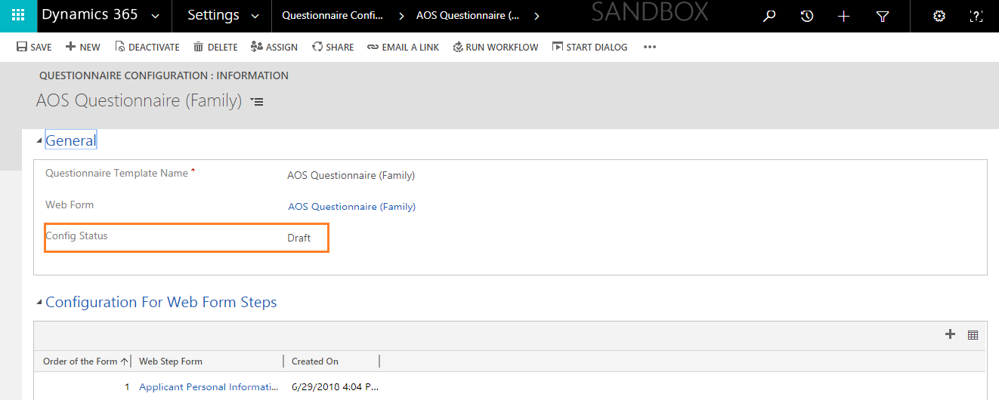 Dynamics 365 Settings Questionnaire Confi... AOS Questionnaire (... SANDBOX
SAVE NEW DEACTIVATE DELETE ASSIGN SHARE EMAIL A LINK RUN WORKFLOW START DIALOG
QUESTIONNAIRE CONFIGURATION : INFORMATION
AOS Questionnaire (Family)
General
Questionnaire Template Name * AOS Questionnaire (Family)
Web Form AOS Questionnaire (Family)
Config Status Draft
Configuration For Web Form Steps
Order of the Form Web Step Form Created On
1 Applicant Personal Informati... 6/29/2018 4:04 P...